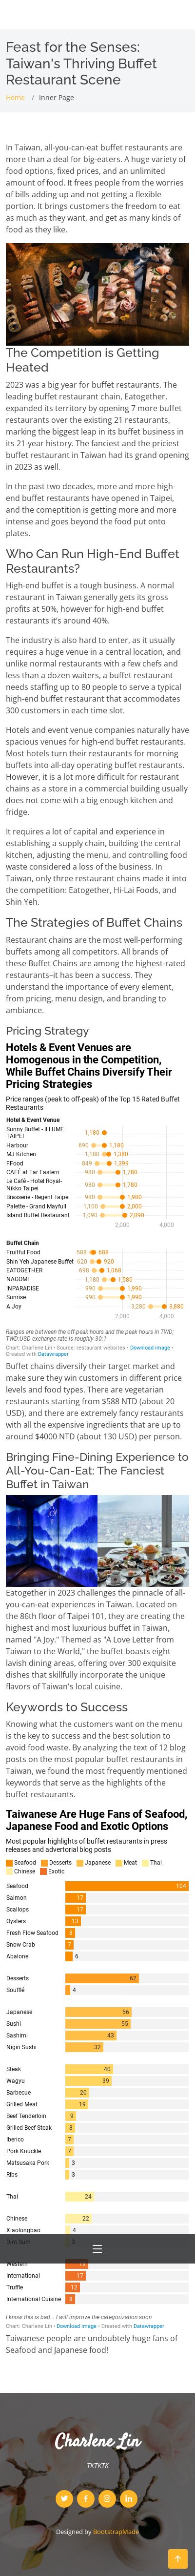 Feast for the Senses:
Taiwan's Thriving Buffet
Restaurant Scene
Home / Inner Page
In Taiwan, all-you-can-eat buffet restaurants are
more than a deal for big-eaters. A huge variety of
food options, fixed prices, and an unlimited
amount of food. It frees people from the worries
of bills adding up and not getting a flexible
portion. It gives customers the freedom to eat
as much as they want, and get as many kinds of
food as they like.
The Competition is Getting
Heated
2023 was a big year for buffet restaurants. The
leading buffet restaurant chain, Eatogether,
expanded its territory by opening 7 more buffet
restaurants over the existing 21 restaurants,
making the biggest leap in its buffet business in
its 21-year history. The fanciest and the priciest
buffet restaurant in Taiwan had its grand opening
in 2023 as well.
In the past two decades, more and more high-
end buffet restaurants have opened in Taipei,
and the competition is getting more and more
intense and goes beyond the food put onto
plates.
Who Can Run High-End Buffet
Restaurants?
High-end buffet is a tough business. A normal
restaurant in Taiwan generally gets its gross
profits at 50%, however for high-end buffet
restaurants it's around 40%.
The industry is also hard to enter, as it usually
requires a huge space at a central location, and
unlike normal restaurants with a few chefs and
less than a dozen waiters, a buffet restaurant
needs staffing up to 80 people to serve a typical
high-end buffet restaurant that accommodates
300 customers in each time slot.
Hotels and event venue companies naturally have
spacious venues for high-end buffet restaurants.
Most hotels turn their restaurants for morning
buffets into all-day operating buffet restaurants.
However, it is a lot more difficult for restaurant
chains as a store in a commercial building usually
does not come with a big enough kitchen and
fridge.
It requires a lot of capital and experience in
establishing a supply chain, building the central
kitchen, adjusting the menu, and controlling food
waste not considered a loss of the business. In
Taiwan, only three restaurant chains made it into
the competition: Eatogether, Hi-Lai Foods, and
Shin Yeh.
The Strategies of Buffet Chains
Restaurant chains are the most well-performing
buffets among all competitors. All brands of
these Buffet Chains are among the highest-rated
restaurants–it has been a success. They
understand the importance of every element,
from pricing, menu design, and branding to
ambiance.
Pricing Strategy
Hotels & Event Venues are
Homogenous in the Competition,
While Buffet Chains Diversify Their
Pricing Strategies
Price ranges (peak to off-peak) of the Top 15 Rated Buffet
Restaurants
Hotel & Event Venue
Sunny Buffet - ILLUME TAIPEI 1,180
Harbour 690 1,190
MJ Kitchen 1,180 1,380
FFood 849 1,399
CAFÉ at Far Eastern 980 1,780
Le Café - Hotel Royal-Nikko Taipei 980 1,780
Brasserie - Regent Taipei 980 1,980
Palette - Grand Mayfull 1,100 2,000
Island Buffet Restaurant 1,090 2,090
2,000 4,000
Buffet Chain
Fruitful Food 588 688
Shin Yeh Japanese Buffet 620 920
EATOGETHER 698 1,068
NAGOMI 1,180 1,380
INPARADISE 990 1,990
Sunrise 990 1,990
A Joy 3,280 3,880
2,000 4,000
Ranges are between the off-peak hours and the peak hours in TWD;
TWD:USD exchange rate is roughly 30:1
Chart: Charlene Lin • Source: restaurant websites • Download image •
Created with Datawrapper
Buffet chains diversify their target market and
make their entries into different price range
levels and food types. There are vegetarian
restaurants starting from $588 NTD (about 20
USD), and there are extremely fancy restaurants
with all-you-can-eat lobsters that charge up to
around $4000 NTD (about 130 USD) per person.
Bringing Fine-Dining Experience to
All-You-Can-Eat: The Fanciest
Buffet in Taiwan
Eatogether in 2023 challenges the pinnacle of all-
you-can-eat experiences in Taiwan. Located on
the 86th floor of Taipei 101, they are creating the
highest and most luxurious buffet in Taiwan,
named "A Joy." Themed as "A Love Letter from
Taiwan to the World," the buffet boasts eight
lavish dining areas, offering over 300 exquisite
dishes that skillfully incorporate the unique
flavors of Taiwan's local cuisine.
Keywords to Success
Knowing what the customers want on the menu
is the key to success and the most essential to
avoid food waste. By analyzing the text of 12 blog
posts on the most popular buffet restaurants in
Taiwan, we found the most mentioned menu
keywords that set as the highlights of the
buffet restaurants.
Taiwanese Are Huge Fans of Seafood,
Japanese Food and Exotic Options
Most popular highlights of buffet restaurants in press
releases and advertorial blog posts
Seafood Desserts Japanese Meat Thai
Chinese Exotic
Seafood 104
Salmon 17
Scallops 17
Oysters 13
Fresh Flow Seafood 8
Snow Crab 7
Abalone 6
Desserts 62
Soufflé 4
Japanese 56
Sushi 55
Sashimi 43
Nigiri Sushi 32
Steak 40
Wagyu 39
Barbecue 20
Grilled Meat 19
Beef Tenderloin 9
Grilled Beef Steak 8
Iberico 7
Pork Knuckle 7
Matsusaka Pork 3
Ribs 3
Thai 24
Chinese 22
Xiaolongbao 4
Dim Sum 3
Western
International 17
Truffle 12
International Cuisine 8
I know this is bad... I will improve the categorization soon
Chart: Charlene Lin • Download image • Created with Datawrapper
Taiwanese people are undoubtely huge fans of
Seafood and Japanese food!
Charlene Lin
TKTKTK
Designed by BootstrapMade